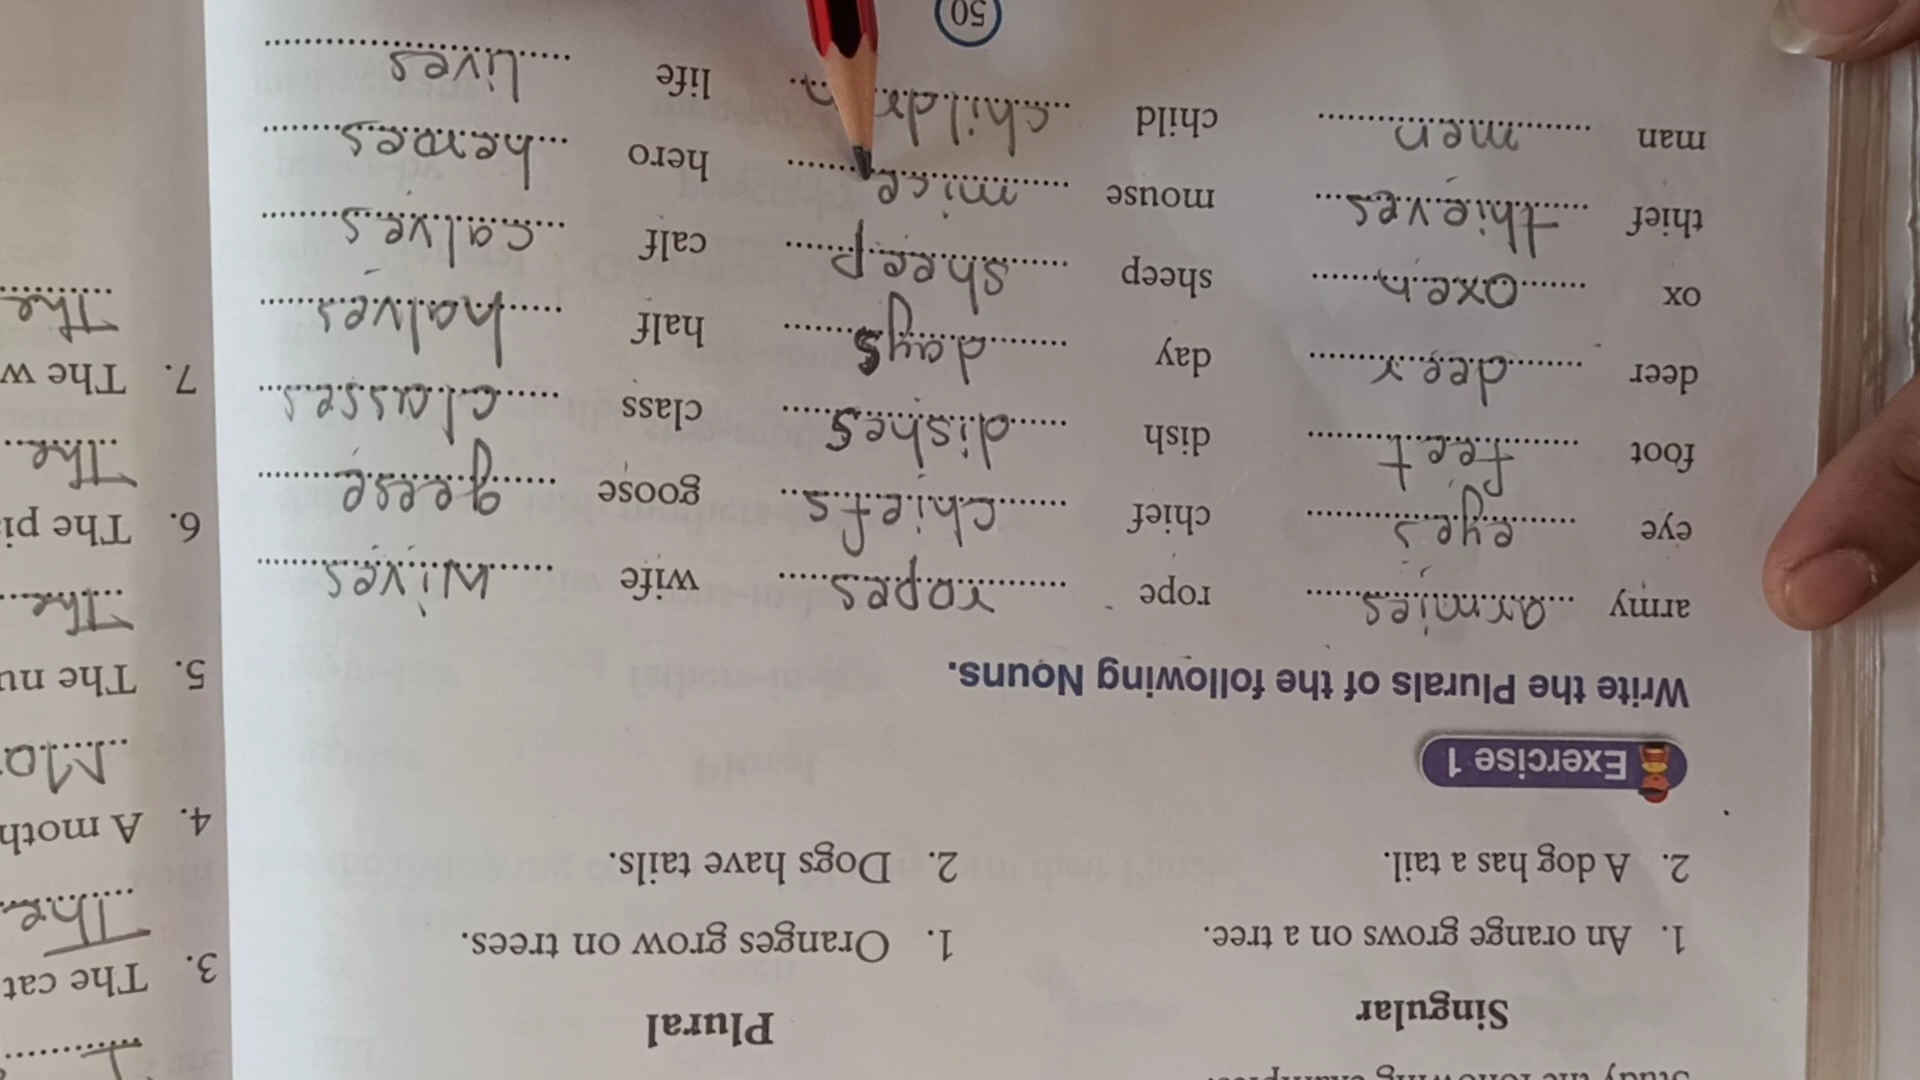 Singular Plural
1. An orange grows on a tree. 1. Oranges grow on trees.
2. A dog has a tail. 2. Dogs have tails.
Exercise 1
Write the Plurals of the following Nouns.
army armies rope ropes wife wives
eye eyes chief chiefs goose geese
foot feet dish dishes class classes
deer deer day days half halves
ox oxen sheep sheep calf calves
thief thieves mouse mice hero heroes
man men child life lives
50
3. The cat
The
4. A moth
5. The nu
The
6. The pi
The
7. The w
The